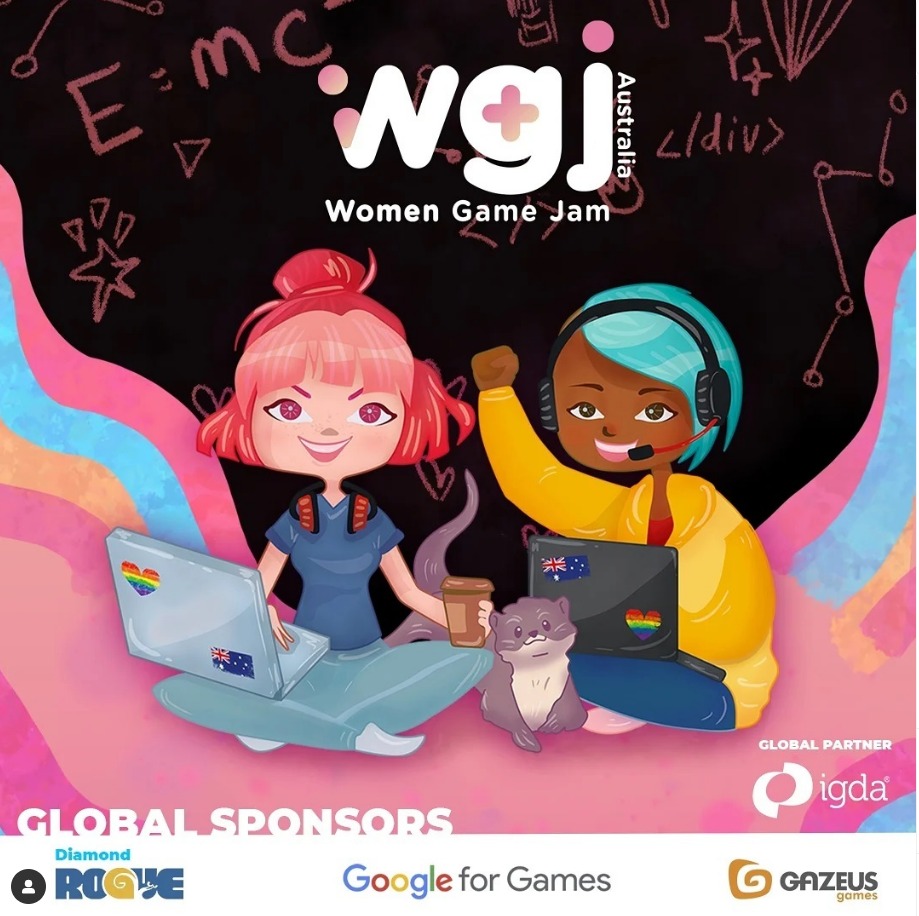 E=mc
wgj
Australia
</div>
Women Game Jam
GLOBAL PARTNER
igda®
GLOBAL SPONSORS
Diamond
ROGUE
Google for Games
GAZEUS
games